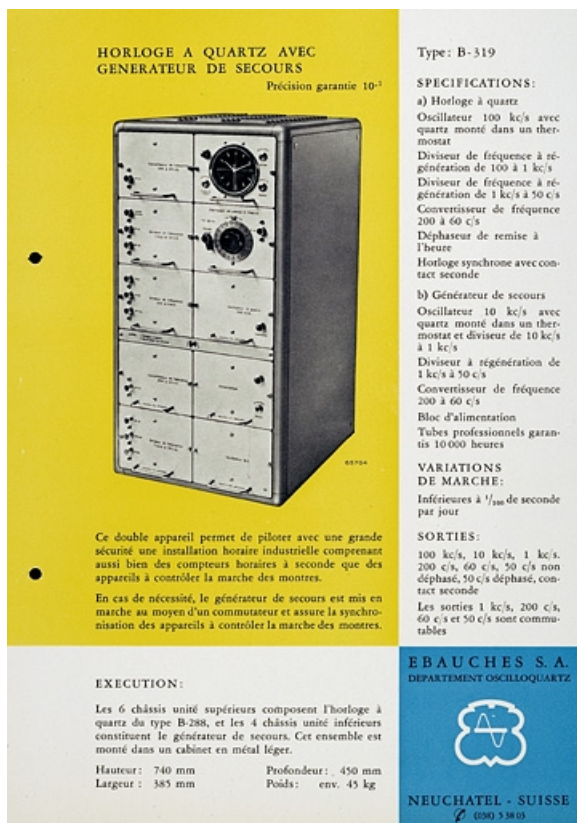 HORLOGE A QUARTZ AVEC
GENERATEUR DE SECOURS
Précision garantie 10-²
65704
Ce double appareil permet de piloter avec une grande
sécurité une installation horaire industrielle comprenant
aussi bien des compteurs horaires à seconde que des
appareils à contrôler la marche des montres.
En cas de nécessité, le générateur de secours est mis en
marche au moyen d'un commutateur et assure la synchro-
nisation des appareils à contrôler la marche des montres.
EXECUTION:
Les 6 châssis unité supérieurs composent l'horloge à
quartz du type B-288, et les 4 châssis unité inférieurs
constituent le générateur de secours. Cet ensemble est
monté dans un cabinet en métal léger.
Hauteur: 740 mm Profondeur: 450 mm
Largeur: 385 mm Poids: env. 45 kg
Type: B-319
SPECIFICATIONS:
a) Horloge à quartz
Oscillateur 100 kc/s avec
quartz monté dans un ther-
mostat
Diviseur de fréquence à ré-
génération de 100 à 1 kc/s
Diviseur de fréquence à ré-
génération de 1 kc/s à 50 c/s
Convertisseur de fréquence
200 à 60 c/s
Déphaseur de remise à
l'heure
Horloge synchrone avec con-
tact seconde
b) Générateur de secours
Oscillateur 10 kc/s avec
quartz monté dans un ther-
mostat et diviseur de 10 kc/s
à 1 kc/s
Diviseur à régénération de
1 kc/s à 50 c/s
Convertisseur de fréquence
200 à 60 c/s
Bloc d'alimentation
Tubes professionnels garan-
tis 10 000 heures
VARIATIONS
DE MARCHE:
Inférieures à 1/100 de seconde
par jour
SORTIES:
100 kc/s, 10 kc/s, 1 kc/s.
200 c/s, 60 c/s, 50 c/s non
déphasé, 50 c/s déphasé, con-
tact seconde
Les sorties 1 kc/s, 200 c/s,
60 c/s et 50 c/s sont commu-
tables
EBAUCHES S.A.
DEPARTEMENT OSCILLOQUARTZ
NEUCHATEL - SUISSE
(038) 5 38 03